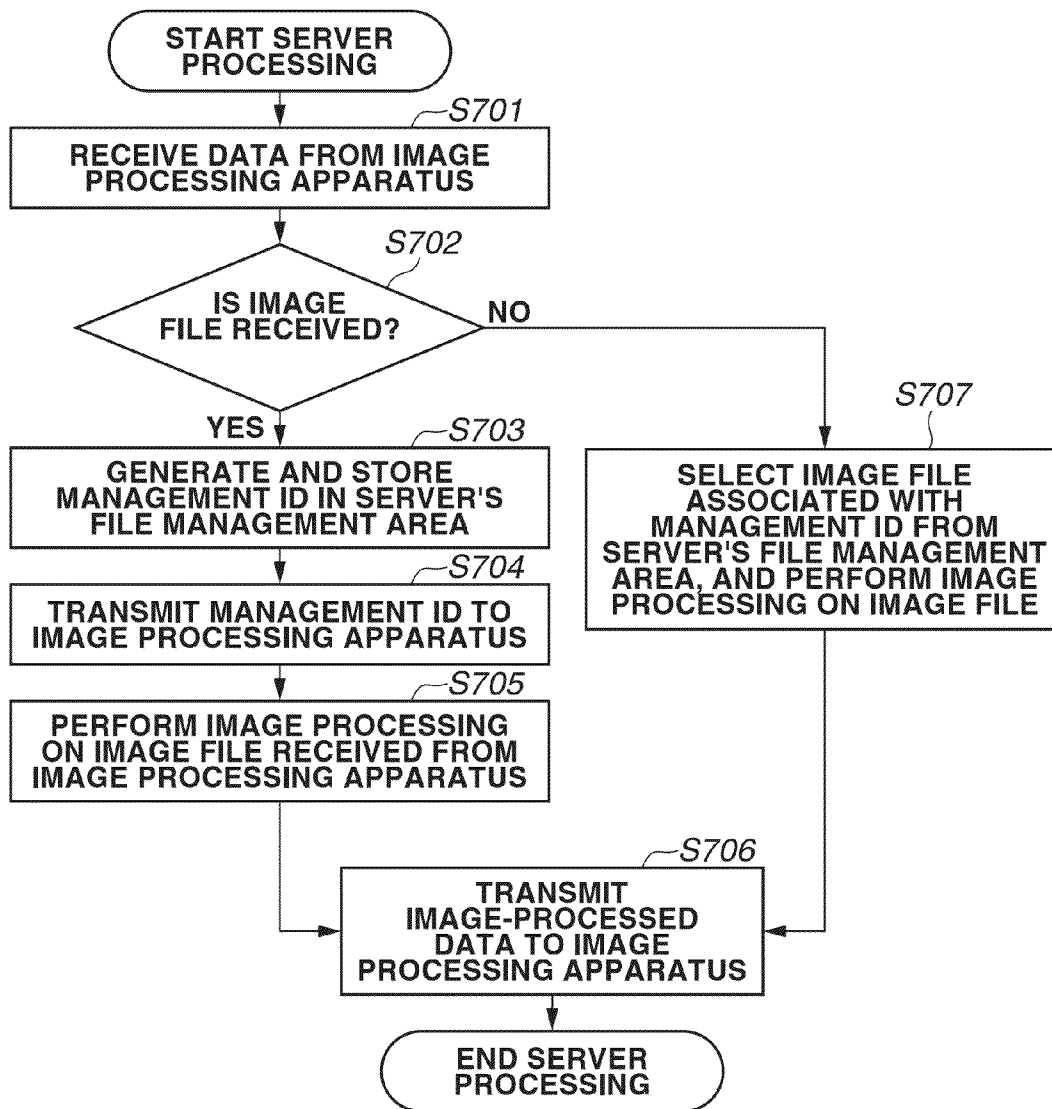 START SERVER
PROCESSING
S701
RECEIVE DATA FROM IMAGE
PROCESSING APPARATUS
S702
IS IMAGE
FILE RECEIVED?
NO
YES
S703
GENERATE AND STORE
MANAGEMENT ID IN SERVER'S
FILE MANAGEMENT AREA
S704
TRANSMIT MANAGEMENT ID TO
IMAGE PROCESSING APPARATUS
S705
PERFORM IMAGE PROCESSING
ON IMAGE FILE RECEIVED FROM
IMAGE PROCESSING APPARATUS
S707
SELECT IMAGE FILE
ASSOCIATED WITH
MANAGEMENT ID FROM
SERVER'S FILE MANAGEMENT
AREA, AND PERFORM IMAGE
PROCESSING ON IMAGE FILE
S706
TRANSMIT
IMAGE-PROCESSED
DATA TO IMAGE
PROCESSING APPARATUS
END SERVER
PROCESSING